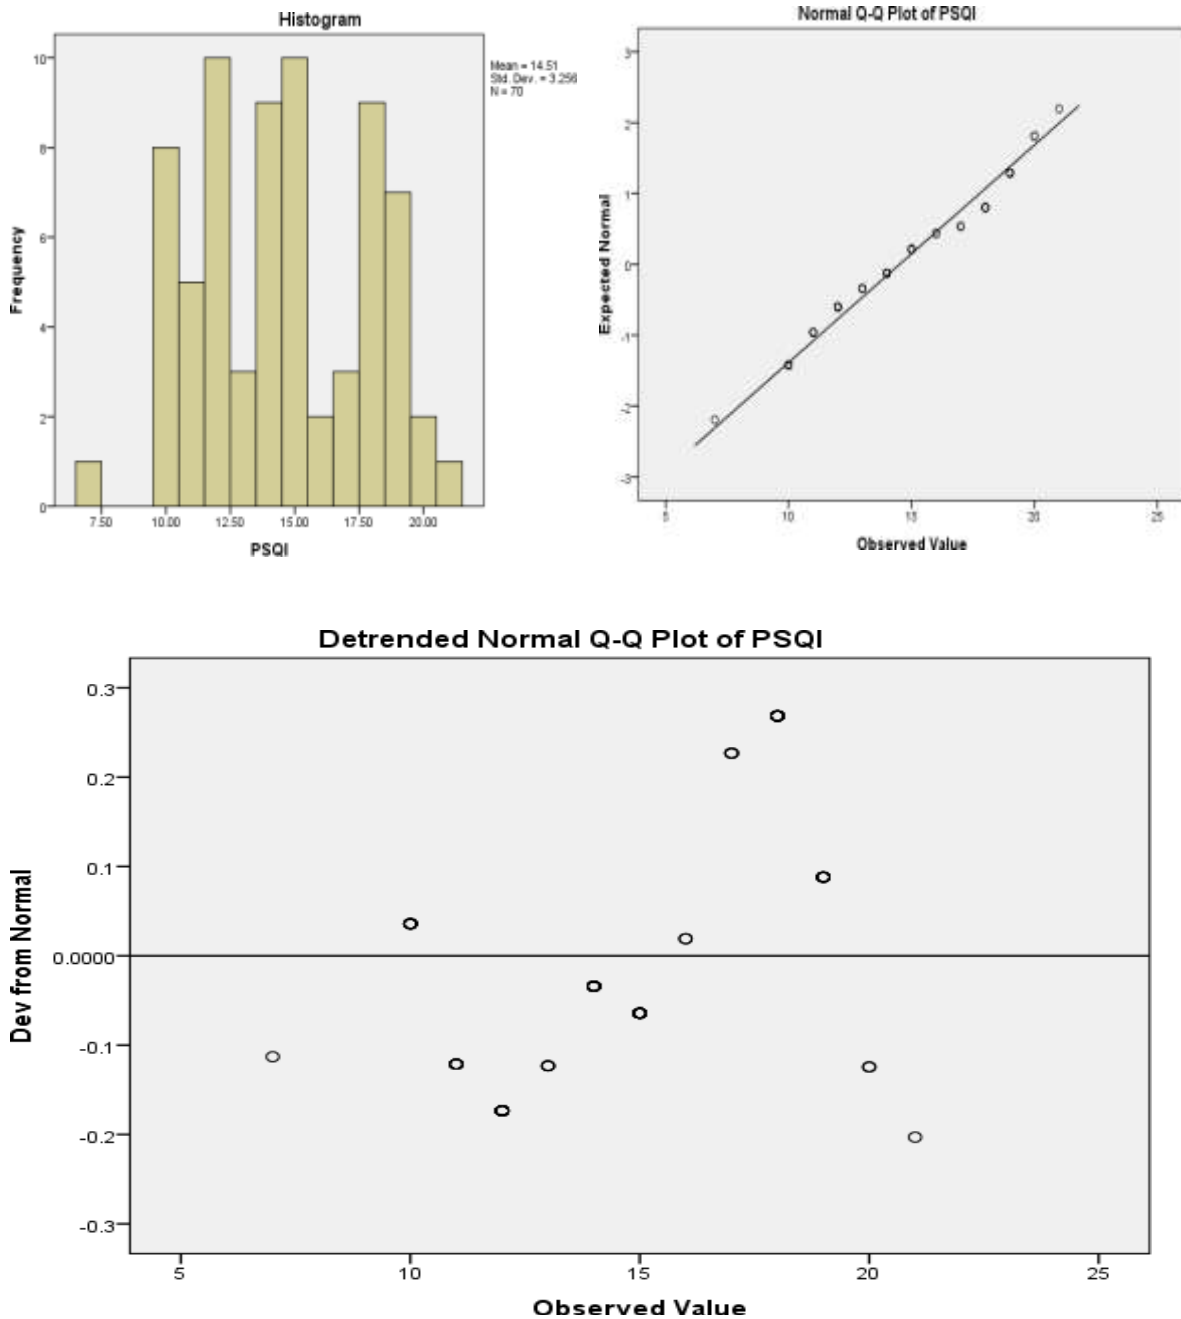 Histogram
10
8
6
4
2
0
Frequency
7.50 10.00 12.50 15.00 17.50 20.00
PSQI
Mean = 14.51
Std. Dev. = 3.256
N = 70
Normal Q-Q Plot of PSQI
3
2
1
0
-1
-2
-3
Expected Normal
5 10 15 20 25
Observed Value
Detrended Normal Q-Q Plot of PSQI
0.3
0.2
0.1
0.0000
-0.1
-0.2
-0.3
Dev from Normal
5 10 15 20 25
Observed Value